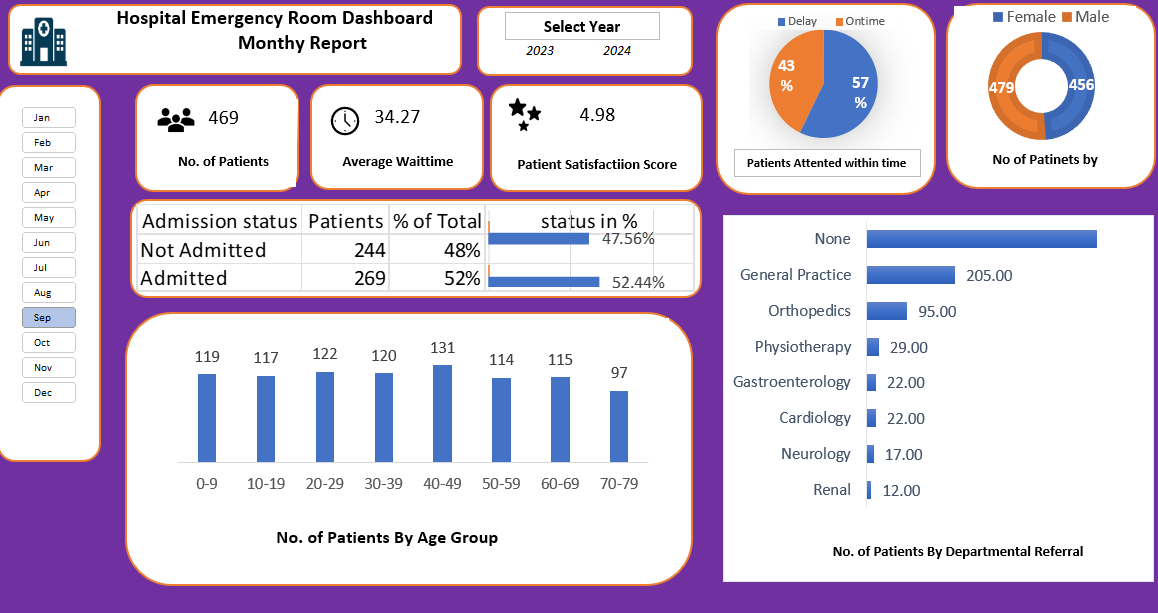 Hospital Emergency Room Dashboard
Monthy Report
Select Year
2023 2024
Jan
Feb
Mar
Apr
May
Jun
Jul
Aug
Sep
Oct
Nov
Dec
469
No. of Patients
34.27
Average Waittime
4.98
Patient Satisfactiion Score
Delay Ontime
43
%
57
%
Patients Attented within time
Female Male
479 456
No of Patinets by
Admission status Patients % of Total status in %
Not Admitted 244 48% 47.56%
Admitted 269 52% 52.44%
119 117 122 120 131 114 115 97
0-9 10-19 20-29 30-39 40-49 50-59 60-69 70-79
No. of Patients By Age Group
None
General Practice 205.00
Orthopedics 95.00
Physiotherapy 29.00
Gastroenterology 22.00
Cardiology 22.00
Neurology 17.00
Renal 12.00
No. of Patients By Departmental Referral